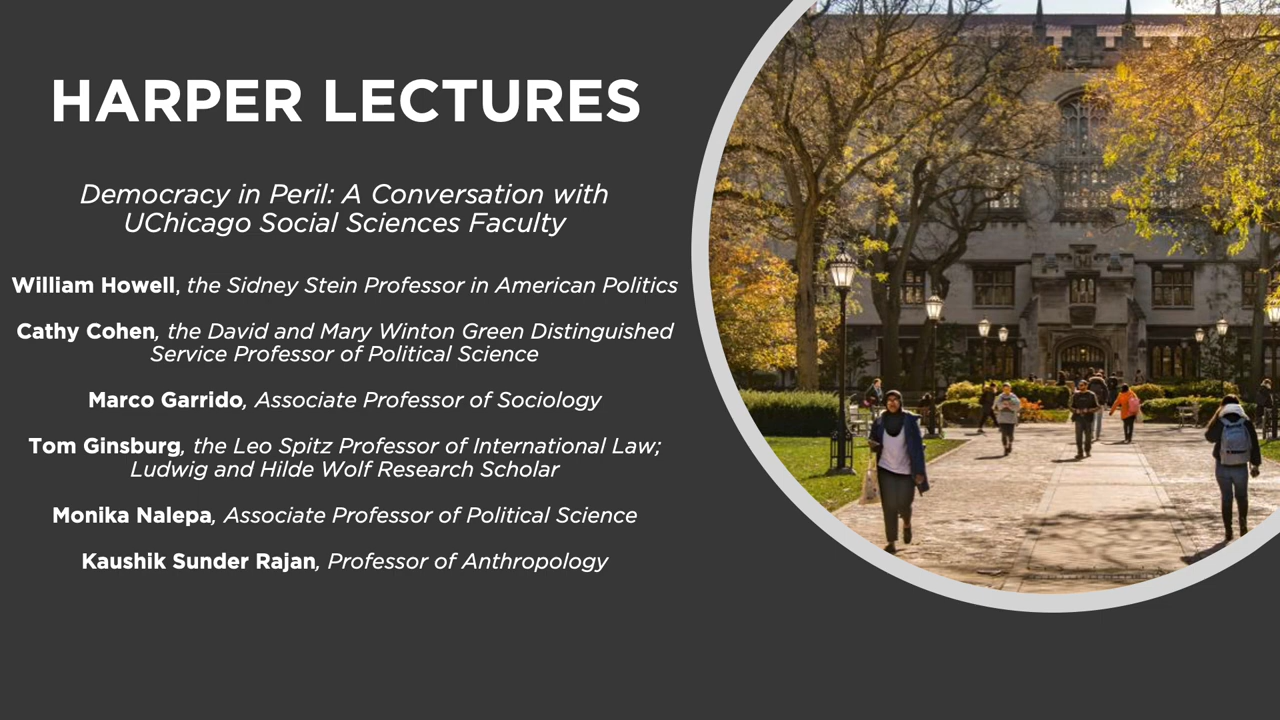 HARPER LECTURES
Democracy in Peril: A Conversation with
UChicago Social Sciences Faculty
William Howell, the Sidney Stein Professor in American Politics
Cathy Cohen, the David and Mary Winton Green Distinguished
Service Professor of Political Science
Marco Garrido, Associate Professor of Sociology
Tom Ginsburg, the Leo Spitz Professor of International Law;
Ludwig and Hilde Wolf Research Scholar
Monika Nalepa, Associate Professor of Political Science
Kaushik Sunder Rajan, Professor of Anthropology